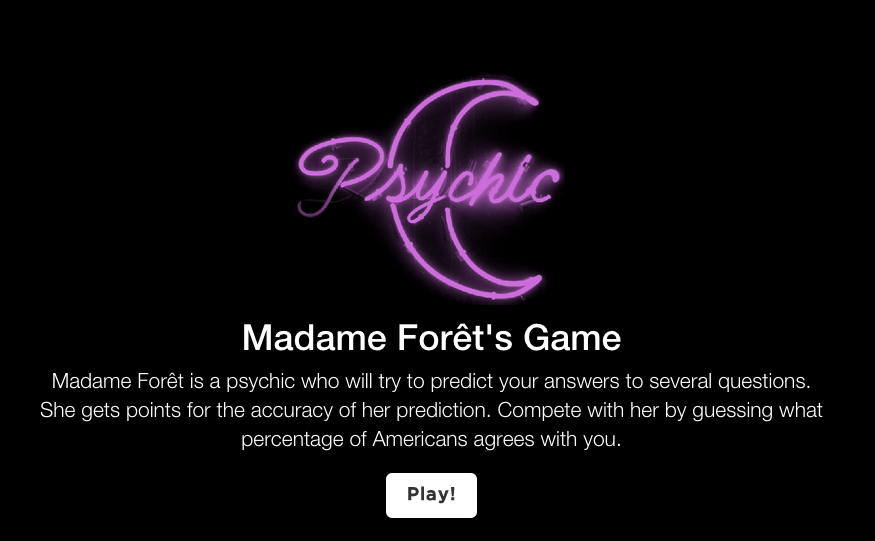 Psychic
Madame Forêt's Game
Madame Forêt is a psychic who will try to predict your answers to several questions.
She gets points for the accuracy of her prediction. Compete with her by guessing what
percentage of Americans agrees with you.
Play!